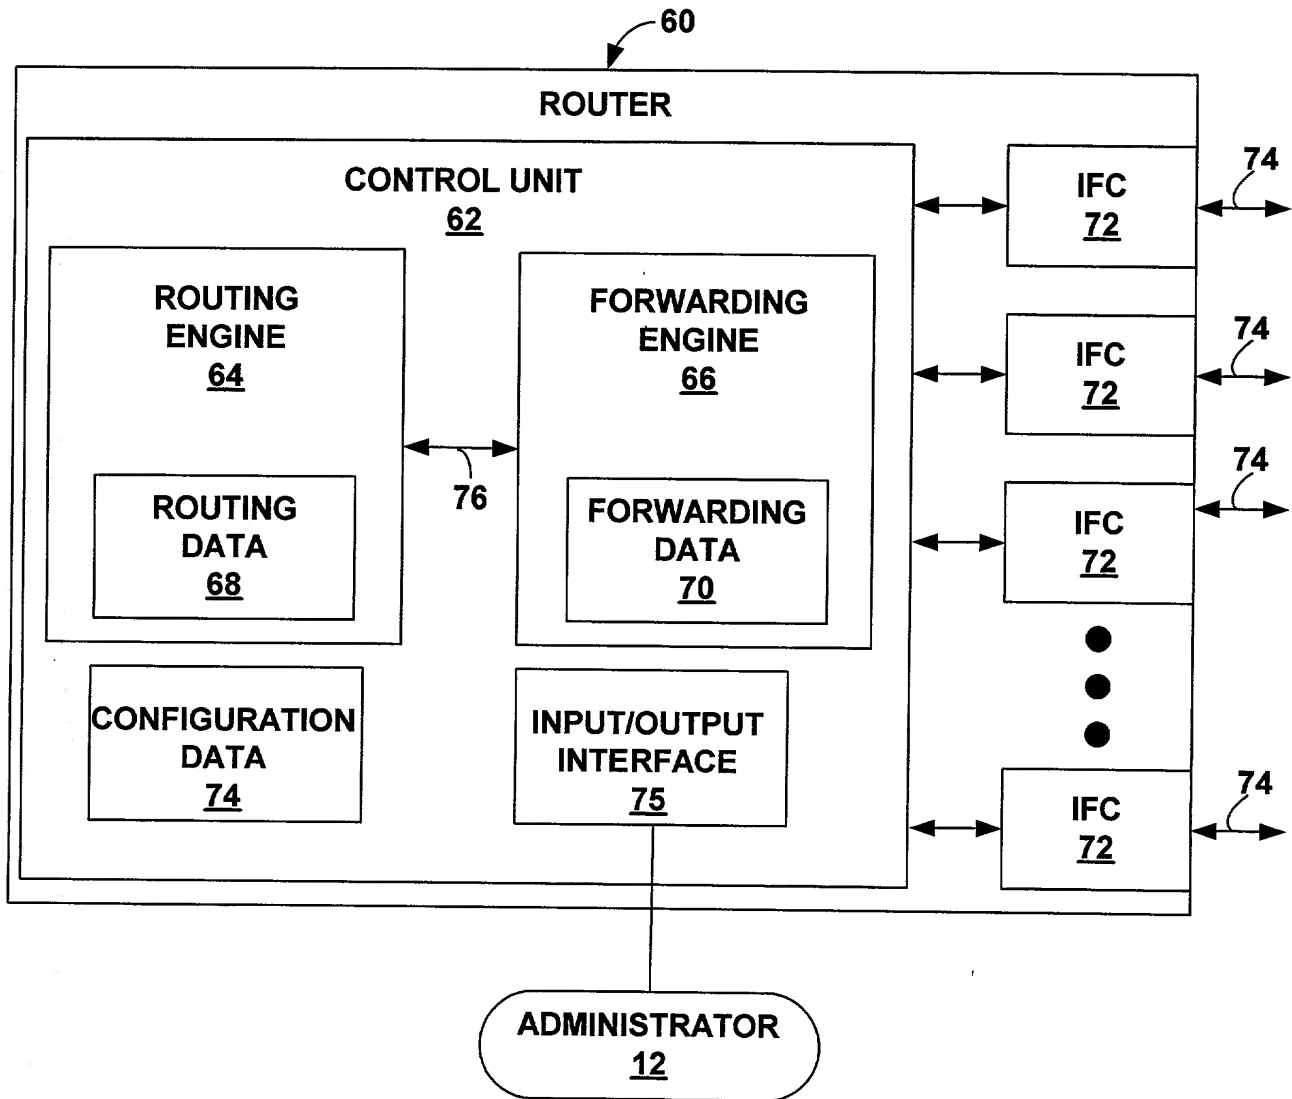 60
ROUTER
CONTROL UNIT
62
ROUTING
ENGINE
64
ROUTING
DATA
68
76
FORWARDING
ENGINE
66
FORWARDING
DATA
70
CONFIGURATION
DATA
74
INPUT/OUTPUT
INTERFACE
75
IFC
72
74
IFC
72
74
IFC
72
74
IFC
72
74
ADMINISTRATOR
12